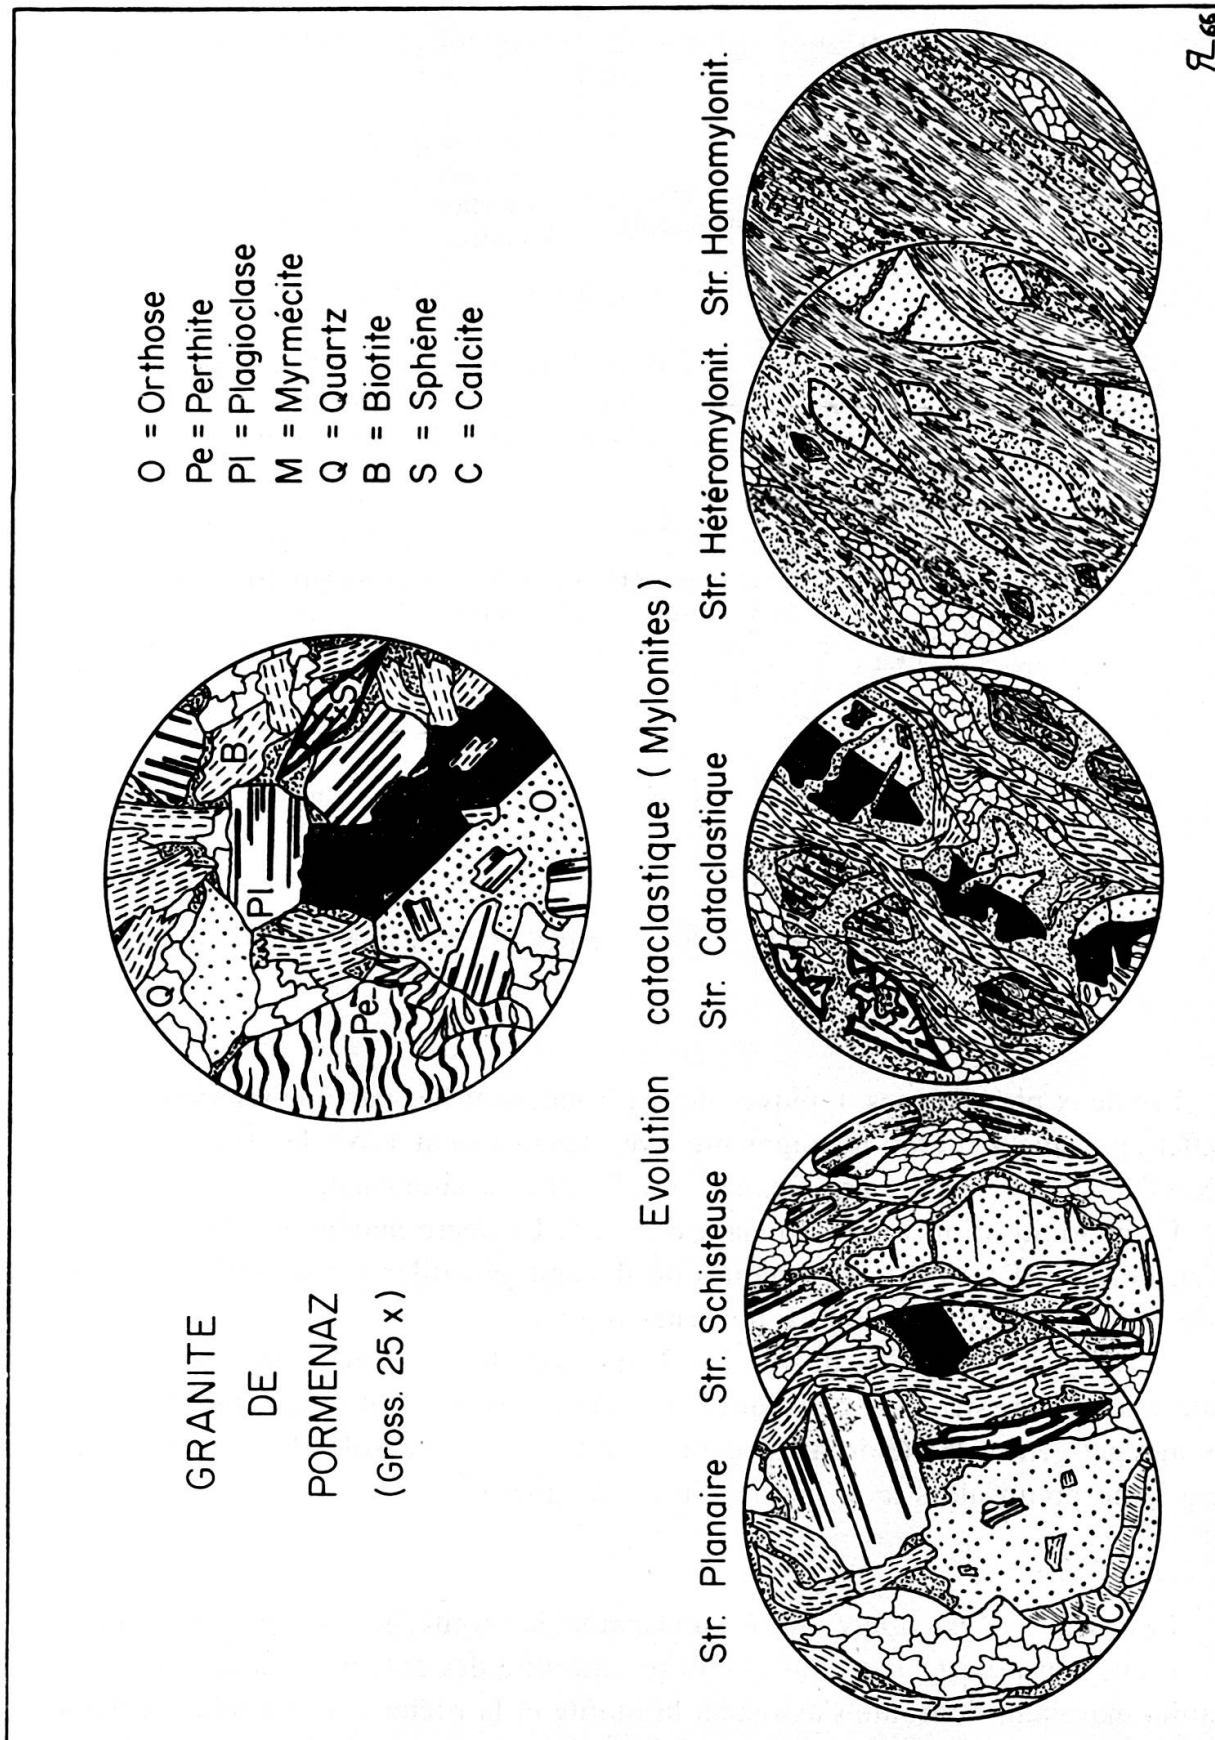 GRANITE
DE
PORMENAZ
(Gross. 25 x)
Q
Pl
B
S
Pe
M
O
O = Orthose
Pe = Perthite
Pl = Plagioclase
M = Myrmécite
Q = Quartz
B = Biotite
S = Sphène
C = Calcite
Evolution cataclastique (Mylonites)
Str. Planaire
Str. Schisteuse
Str. Cataclastique
Str. Hétéromylonit.
Str. Homomylonit.
C